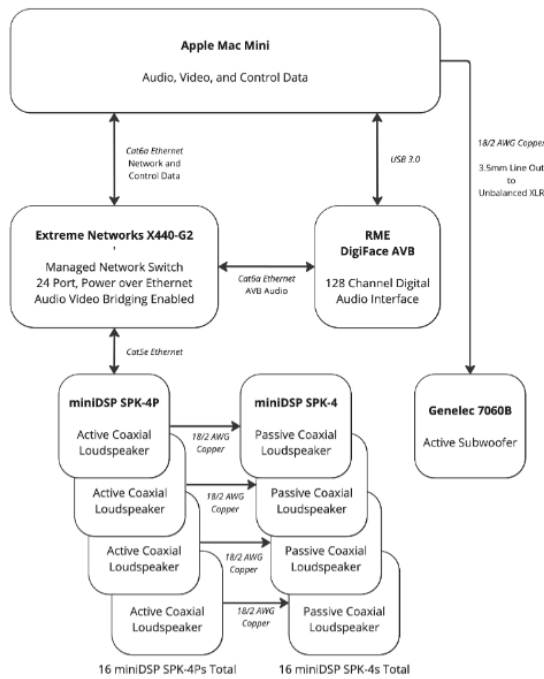 Apple Mac Mini
Audio, Video, and Control Data
Cat6a Ethernet
Network and
Control Data
USB 3.0
18/2 AWG Copper
3.5mm Line Out
to
Unbalanced XLR
Extreme Networks X440-G2
Managed Network Switch
24 Port, Power over Ethernet
Audio Video Bridging Enabled
Cat6a Ethernet
AVB Audio
RME
DigiFace AVB
128 Channel Digital
Audio Interface
Cat5e Ethernet
miniDSP SPK-4P
Active Coaxial
Loudspeaker
18/2 AWG
Copper
miniDSP SPK-4
Passive Coaxial
Loudspeaker
Genelec 7060B
Active Subwoofer
Active Coaxial
Loudspeaker
18/2 AWG
Copper
Passive Coaxial
Loudspeaker
Active Coaxial
Loudspeaker
18/2 AWG
Copper
Passive Coaxial
Loudspeaker
Active Coaxial
Loudspeaker
18/2 AWG
Copper
Passive Coaxial
Loudspeaker
16 miniDSP SPK-4Ps Total
16 miniDSP SPK-4s Total